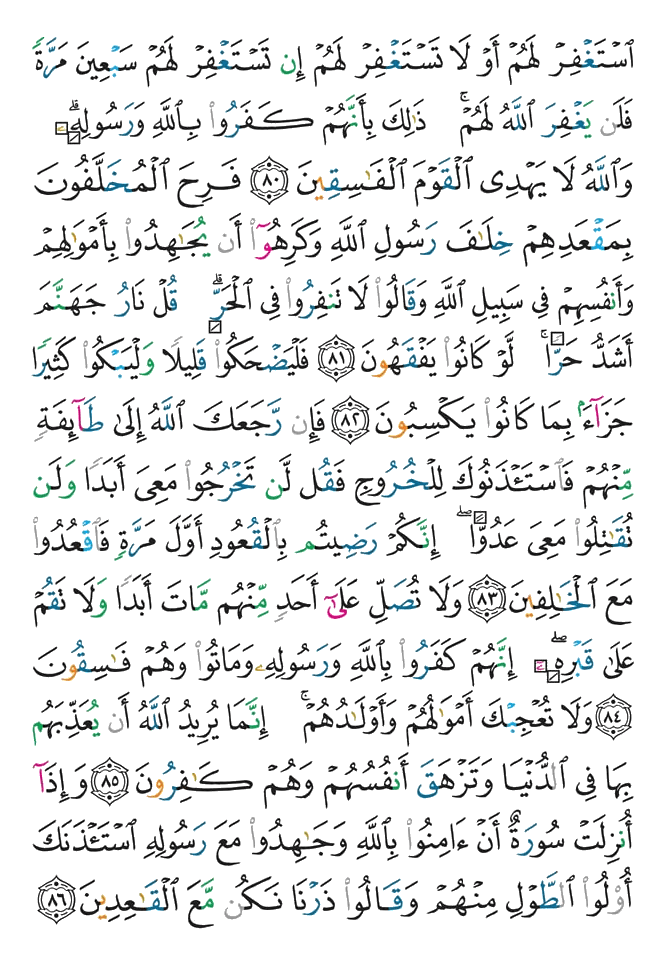 ٱسْتَغْفِرْ لَهُمْ أَوْ لَا تَسْتَغْفِرْ لَهُمْ إِن تَسْتَغْفِرْ لَهُمْ سَبْعِينَ مَرَّةً
فَلَن يَغْفِرَ ٱللَّهُ لَهُمْ ۚ ذَٰلِكَ بِأَنَّهُمْ كَفَرُوا۟ بِٱللَّهِ وَرَسُولِهِۦ ۗ
وَٱللَّهُ لَا يَهْدِى ٱلْقَوْمَ ٱلْفَـٰسِقِينَ ٨٠ فَرِحَ ٱلْمُخَلَّفُونَ
بِمَقْعَدِهِمْ خِلَـٰفَ رَسُولِ ٱللَّهِ وَكَرِهُوٓا۟ أَن يُجَـٰهِدُوا۟ بِأَمْوَٰلِهِمْ
وَأَنفُسِهِمْ فِى سَبِيلِ ٱللَّهِ وَقَالُوا۟ لَا تَنفِرُوا۟ فِى ٱلْحَرِّ ۗ قُلْ نَارُ جَهَنَّمَ
أَشَدُّ حَرًّا ۚ لَّوْ كَانُوا۟ يَفْقَهُونَ ٨١ فَلْيَضْحَكُوا۟ قَلِيلًا وَلْيَبْكُوا۟ كَثِيرًا
جَزَآءًۢ بِمَا كَانُوا۟ يَكْسِبُونَ ٨٢ فَإِن رَّجَعَكَ ٱللَّهُ إِلَىٰ طَآئِفَةٍ
مِّنْهُمْ فَٱسْتَـْٔذَنُوكَ لِلْخُرُوجِ فَقُل لَّن تَخْرُجُوا۟ مَعِىَ أَبَدًا وَلَن
تُقَـٰتِلُوا۟ مَعِىَ عَدُوًّا ۖ إِنَّكُمْ رَضِيتُم بِٱلْقُعُودِ أَوَّلَ مَرَّةٍ فَٱقْعُدُوا۟
مَعَ ٱلْخَـٰلِفِينَ ٨٣ وَلَا تُصَلِّ عَلَىٰٓ أَحَدٍ مِّنْهُم مَّاتَ أَبَدًا وَلَا تَقُمْ
عَلَىٰ قَبْرِهِۦٓ ۖ إِنَّهُمْ كَفَرُوا۟ بِٱللَّهِ وَرَسُولِهِۦ وَمَاتُوا۟ وَهُمْ فَـٰسِقُونَ
٨٤ وَلَا تُعْجِبْكَ أَمْوَٰلُهُمْ وَأَوْلَـٰدُهُمْ ۚ إِنَّمَا يُرِيدُ ٱللَّهُ أَن يُعَذِّبَهُم
بِهَا فِى ٱلدُّنْيَا وَتَزْهَقَ أَنفُسُهُمْ وَهُمْ كَـٰفِرُونَ ٨٥ وَإِذَآ
أُنزِلَتْ سُورَةٌ أَنْ ءَامِنُوا۟ بِٱللَّهِ وَجَـٰهِدُوا۟ مَعَ رَسُولِهِ ٱسْتَـْٔذَنَكَ
أُو۟لُوا۟ ٱلطَّوْلِ مِنْهُمْ وَقَالُوا۟ ذَرْنَا نَكُن مَّعَ ٱلْقَـٰعِدِينَ ٨٦